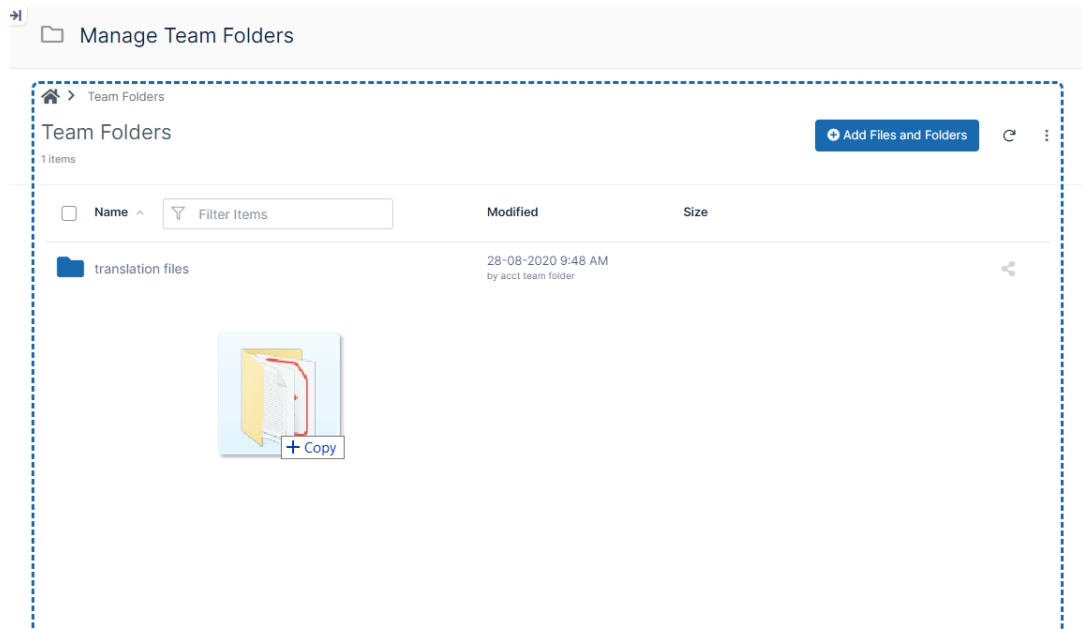 Manage Team Folders
Team Folders
Team Folders
Add Files and Folders
1 items
Name
Filter Items
Modified
Size
translation files
28-08-2020 9:48 AM
by acct team folder
Copy